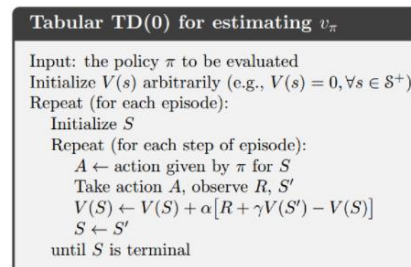 Tabular TD(0) for estimating vπ
Input: the policy π to be evaluated
Initialize V(s) arbitrarily (e.g., V(s) = 0, ∀s ∈ S⁺)
Repeat (for each episode):
Initialize S
Repeat (for each step of episode):
A ← action given by π for S
Take action A, observe R, S′
V(S) ← V(S) + α[R + γV(S′) − V(S)]
S ← S′
until S is terminal